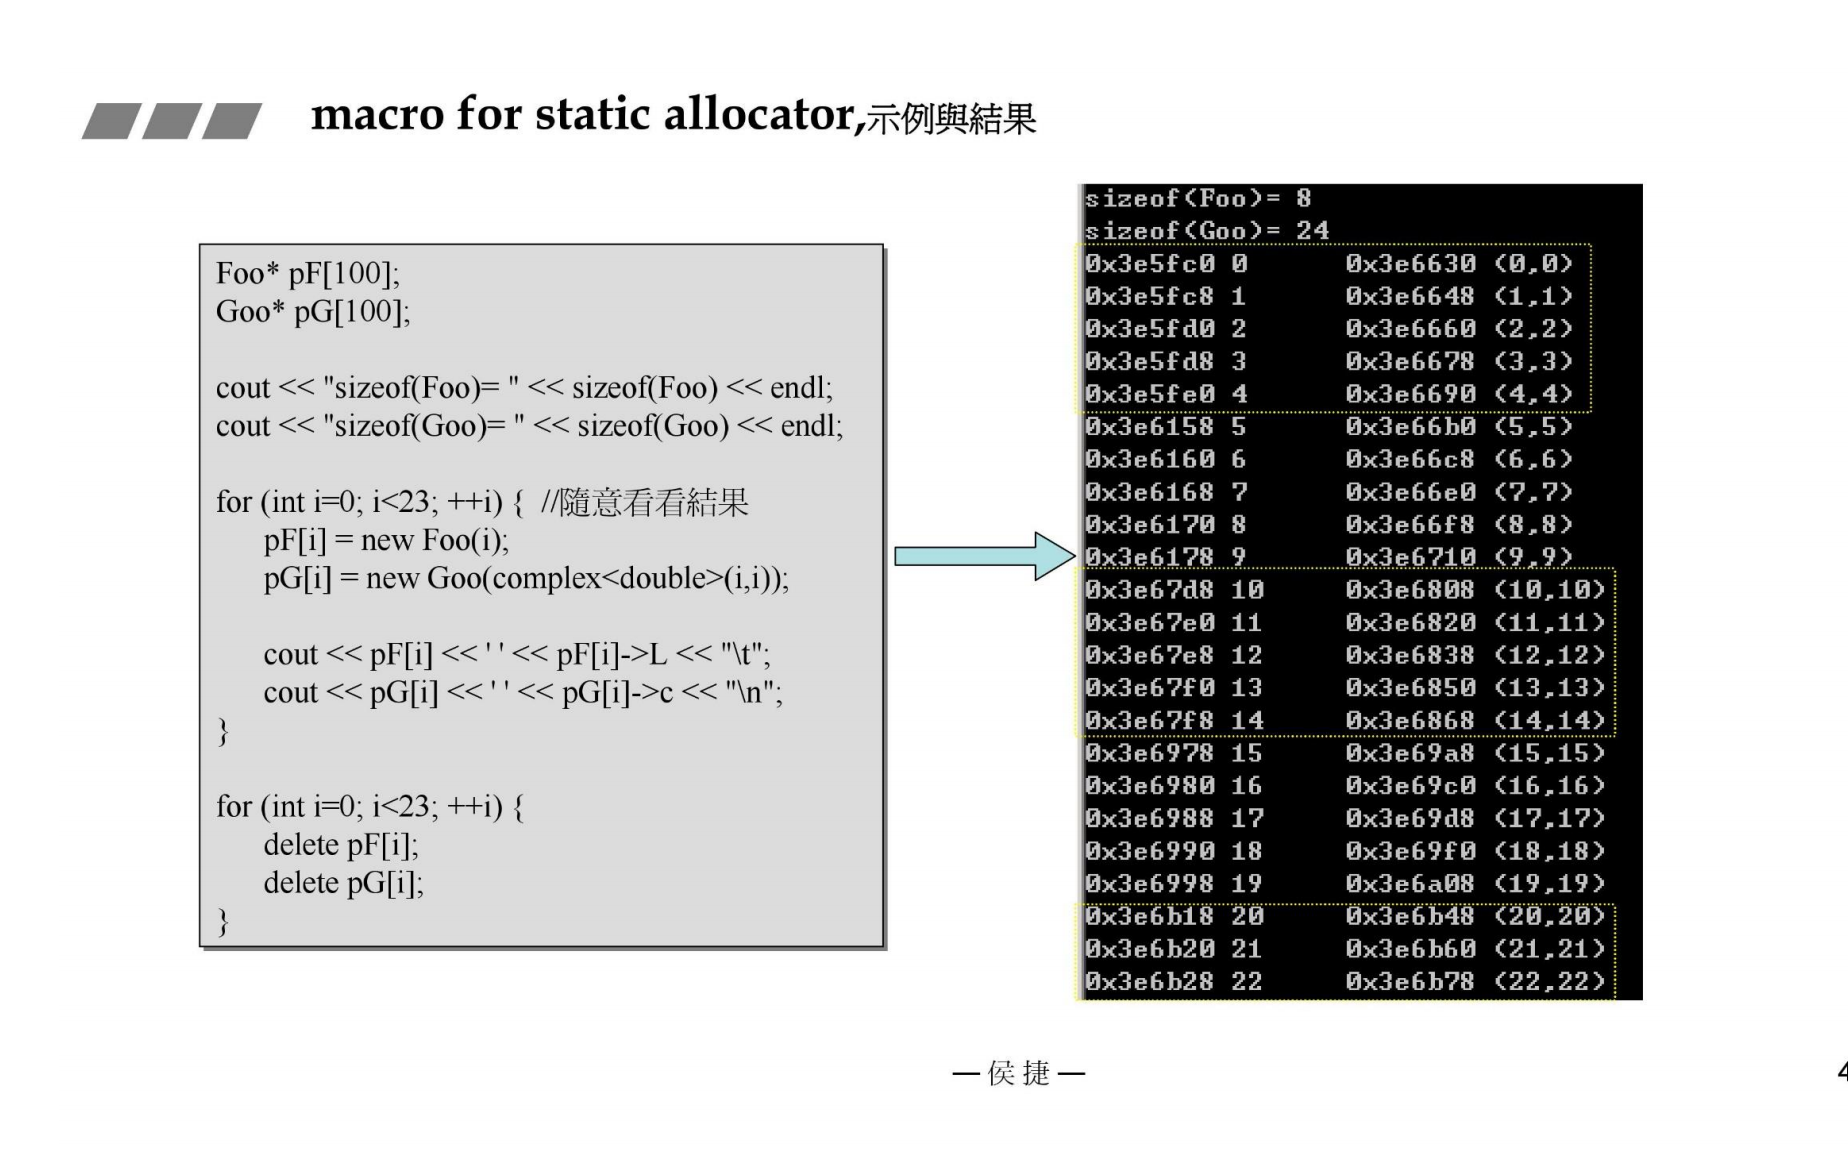 macro for static allocator,示例與結果
Foo* pF[100];
Goo* pG[100];
cout << "sizeof(Foo)= " << sizeof(Foo) << endl;
cout << "sizeof(Goo)= " << sizeof(Goo) << endl;
for (int i=0; i<23; ++i) { //隨意看看結果
pF[i] = new Foo(i);
pG[i] = new Goo(complex<double>(i,i));
cout << pF[i] << ' ' << pF[i]->L << "\t";
cout << pG[i] << ' ' << pG[i]->c << "\n";
}
for (int i=0; i<23; ++i) {
delete pF[i];
delete pG[i];
}
sizeof(Foo)= 8
sizeof(Goo)= 24
0x3e5fc0 0 0x3e6630 (0,0)
0x3e5fc8 1 0x3e6648 (1,1)
0x3e5fd0 2 0x3e6660 (2,2)
0x3e5fd8 3 0x3e6678 (3,3)
0x3e5fe0 4 0x3e6690 (4,4)
0x3e6158 5 0x3e66b0 (5,5)
0x3e6160 6 0x3e66c8 (6,6)
0x3e6168 7 0x3e66e0 (7,7)
0x3e6170 8 0x3e66f8 (8,8)
0x3e6178 9 0x3e6710 (9,9)
0x3e67d8 10 0x3e6808 (10,10)
0x3e67e0 11 0x3e6820 (11,11)
0x3e67e8 12 0x3e6838 (12,12)
0x3e67f0 13 0x3e6850 (13,13)
0x3e67f8 14 0x3e6868 (14,14)
0x3e6978 15 0x3e69a8 (15,15)
0x3e6980 16 0x3e69c0 (16,16)
0x3e6988 17 0x3e69d8 (17,17)
0x3e6990 18 0x3e69f0 (18,18)
0x3e6998 19 0x3e6a08 (19,19)
0x3e6b18 20 0x3e6b48 (20,20)
0x3e6b20 21 0x3e6b60 (21,21)
0x3e6b28 22 0x3e6b78 (22,22)
— 侯 捷 —